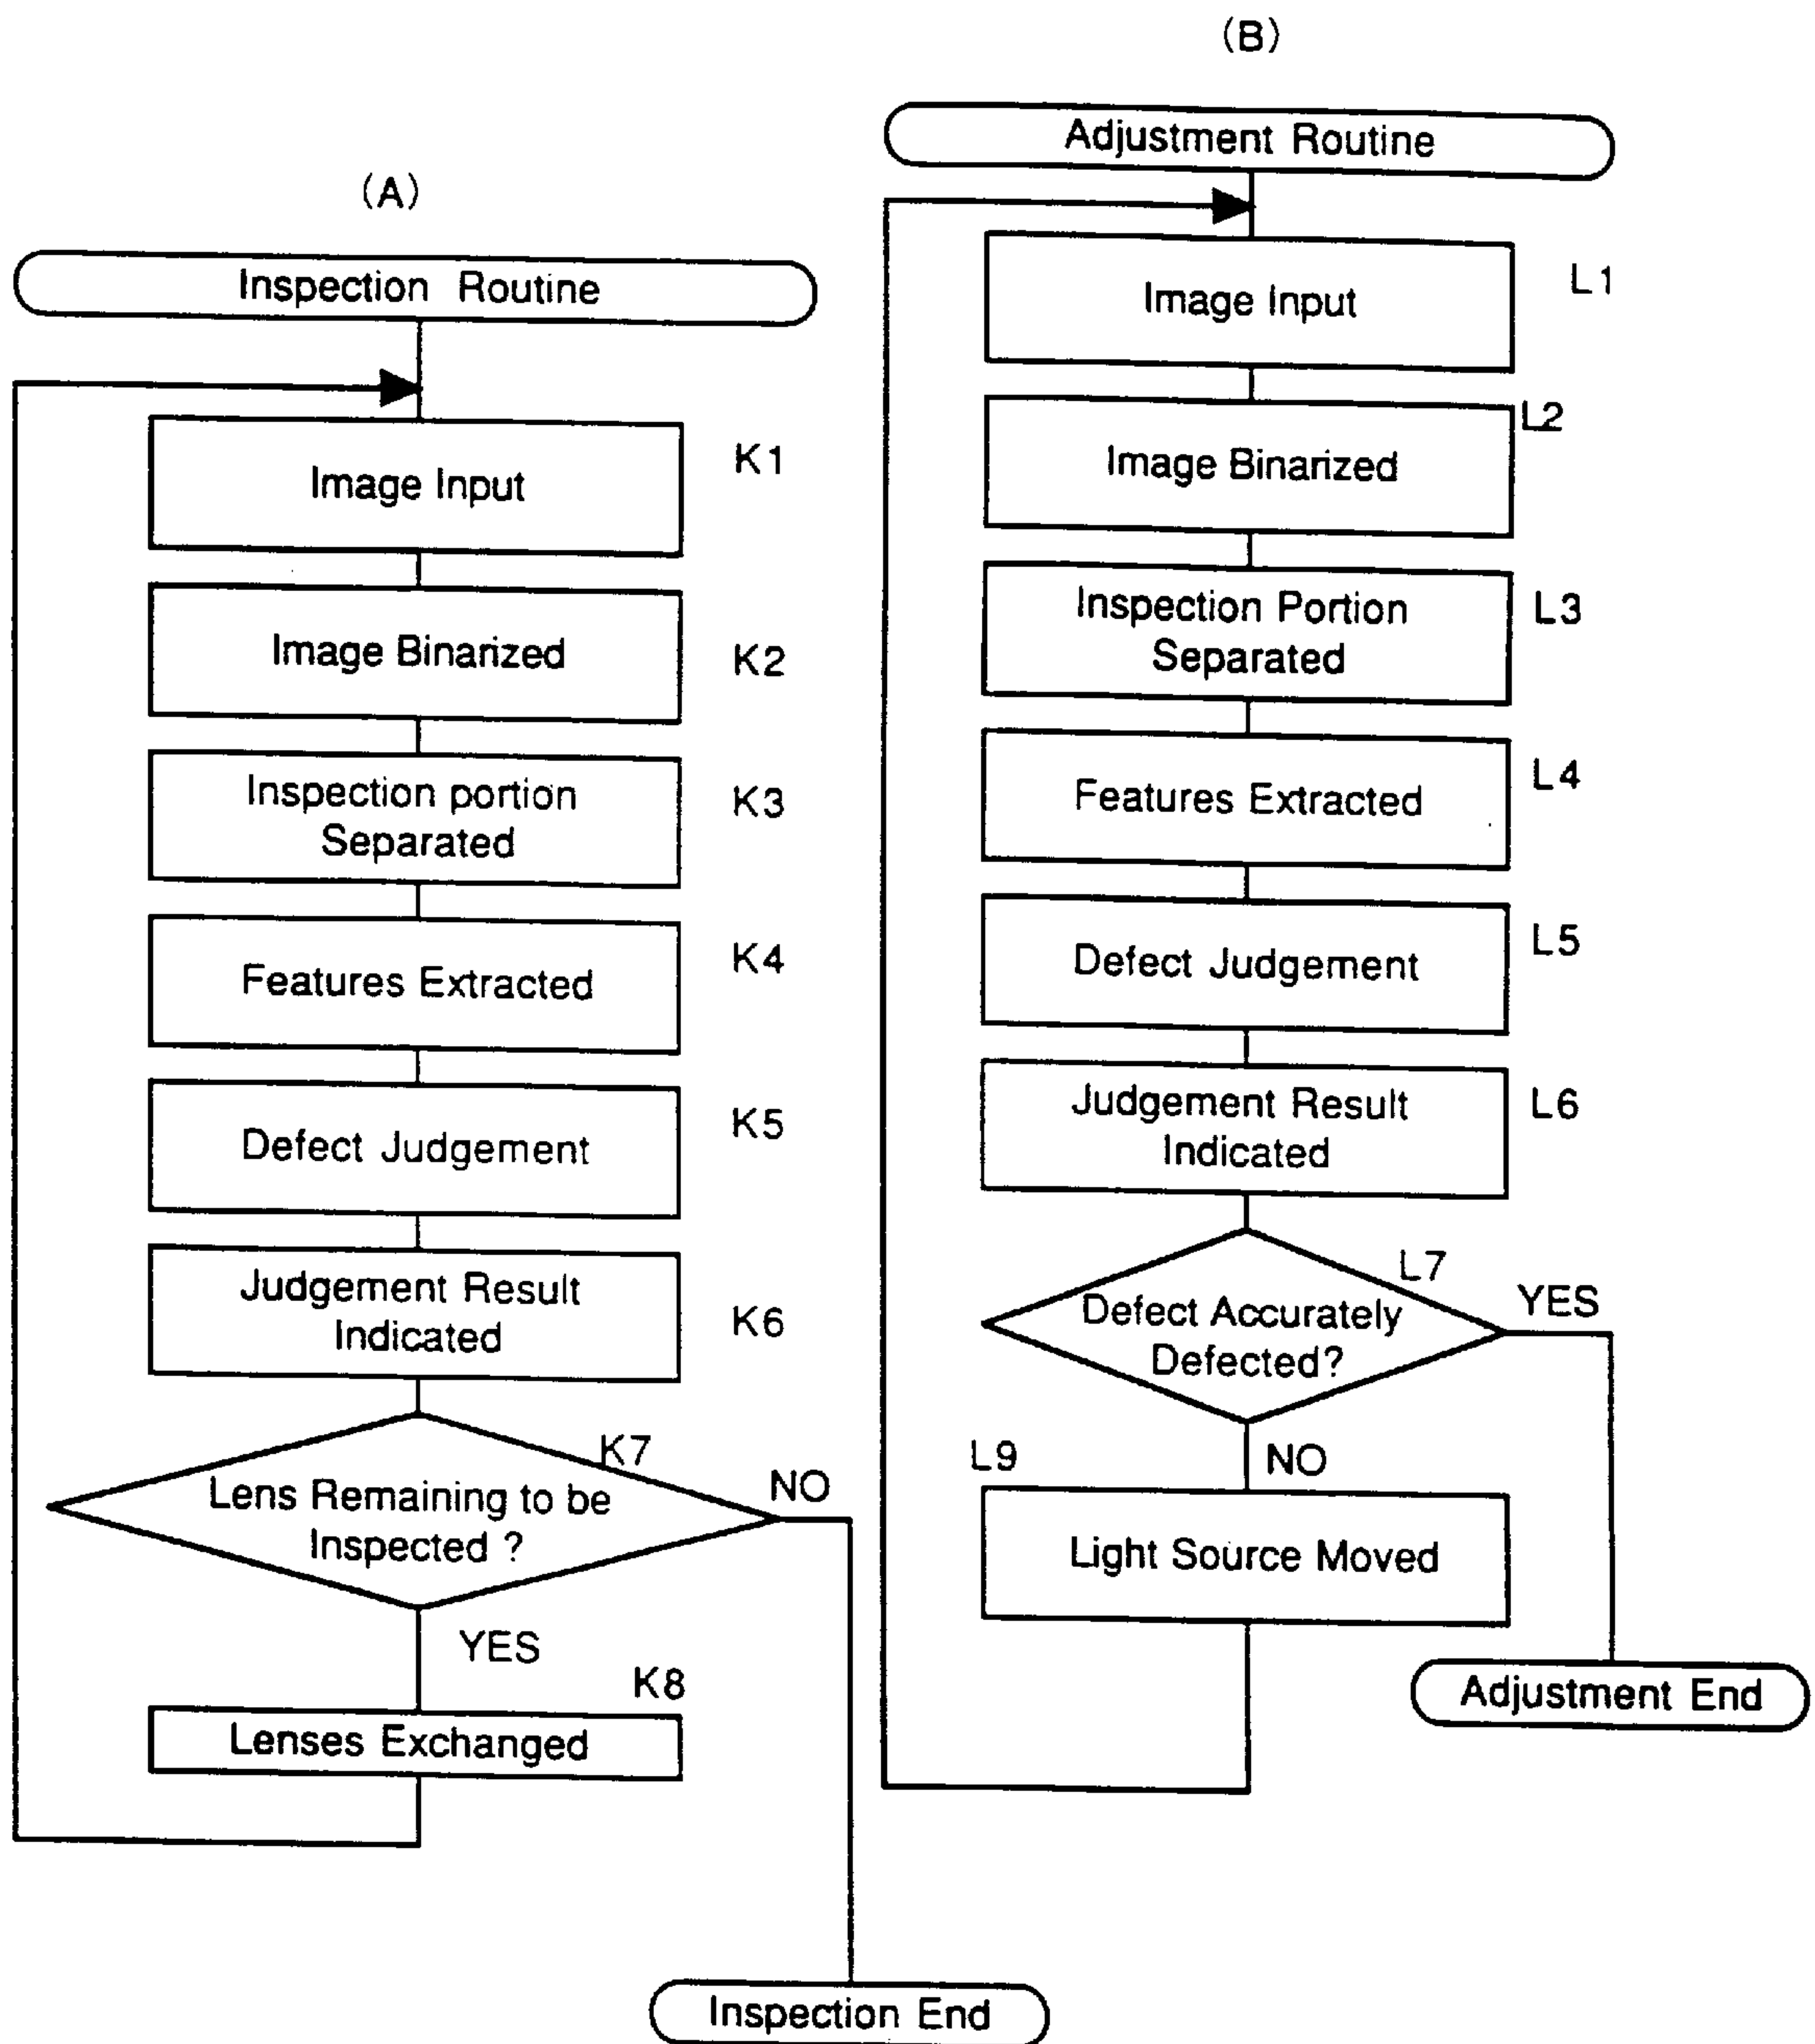 (A)
Inspection Routine
Image Input
K1
Image Binarized
K2
Inspection portion
Separated
K3
Features Extracted
K4
Defect Judgement
K5
Judgement Result
Indicated
K6
K7
Lens Remaining to be
Inspected ?
NO
YES
K8
Lenses Exchanged
Inspection End
(B)
Adjustment Routine
Image Input
L1
Image Binarized
L2
Inspection Portion
Separated
L3
Features Extracted
L4
Defect Judgement
L5
Judgement Result
Indicated
L6
L7
Defect Accurately
Defected?
YES
NO
L9
Light Source Moved
Adjustment End